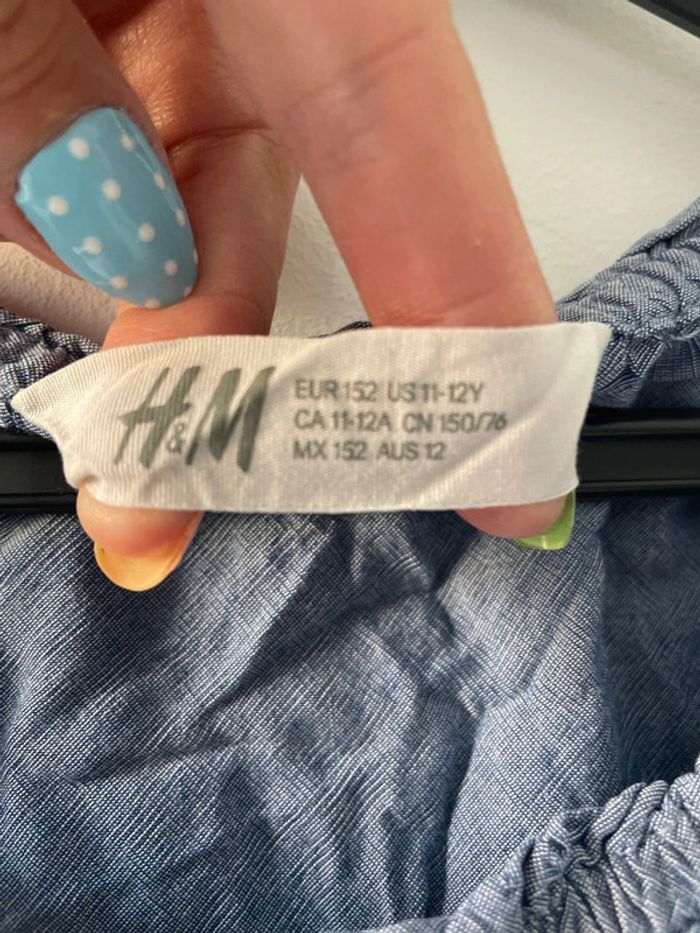 H&M
EUR 152 US 11-12Y
CA 11-12A CN 150/76
MX 152 AUS 12